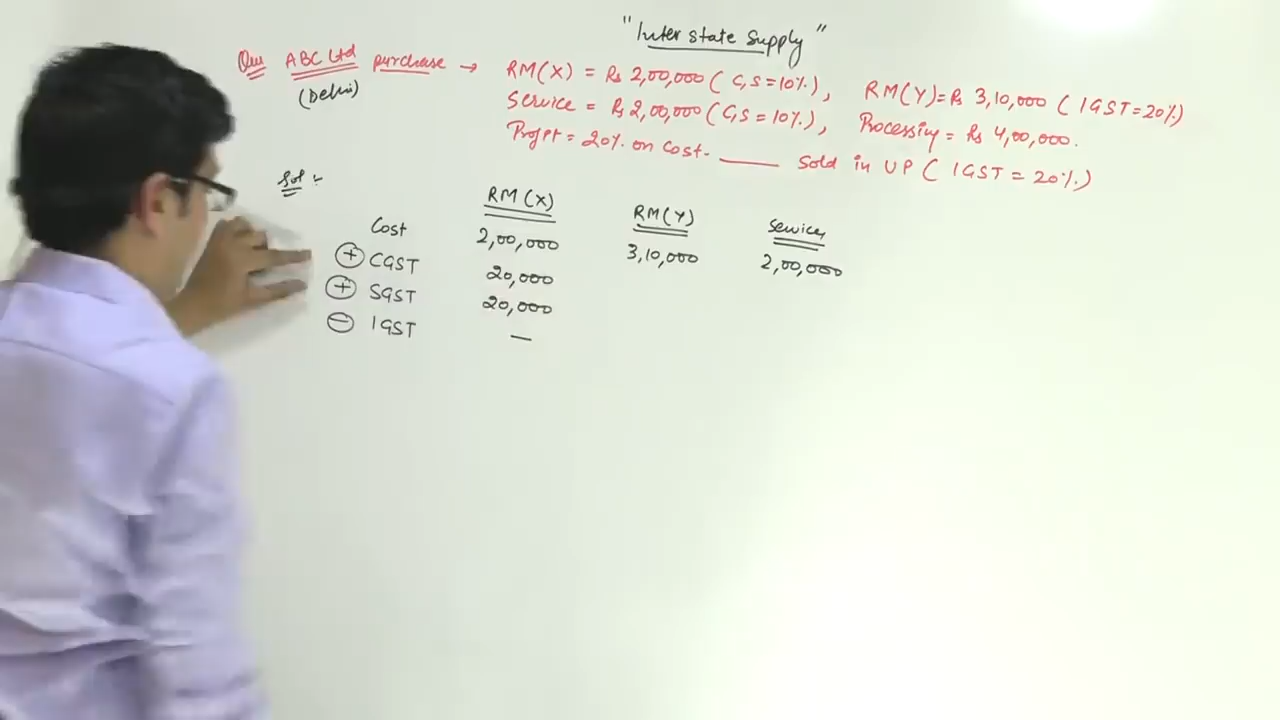 "Inter state Supply"
Que ABC Ltd purchase → RM(X) = Rs 2,00,000 (C,S=10%), RM(Y)=Rs 3,10,000 (IGST=20%)
(Delhi) Service = Rs 2,00,000 (C,S = 10%), Processing = Rs 4,00,000.
Profit = 20% on cost. ____ Sold in UP (IGST = 20%)
Sol :-
RM(X) RM(Y) Service
Cost 2,00,000 3,10,000 2,00,000
(+) CGST 20,000
(+) SGST 20,000
(-) IGST —